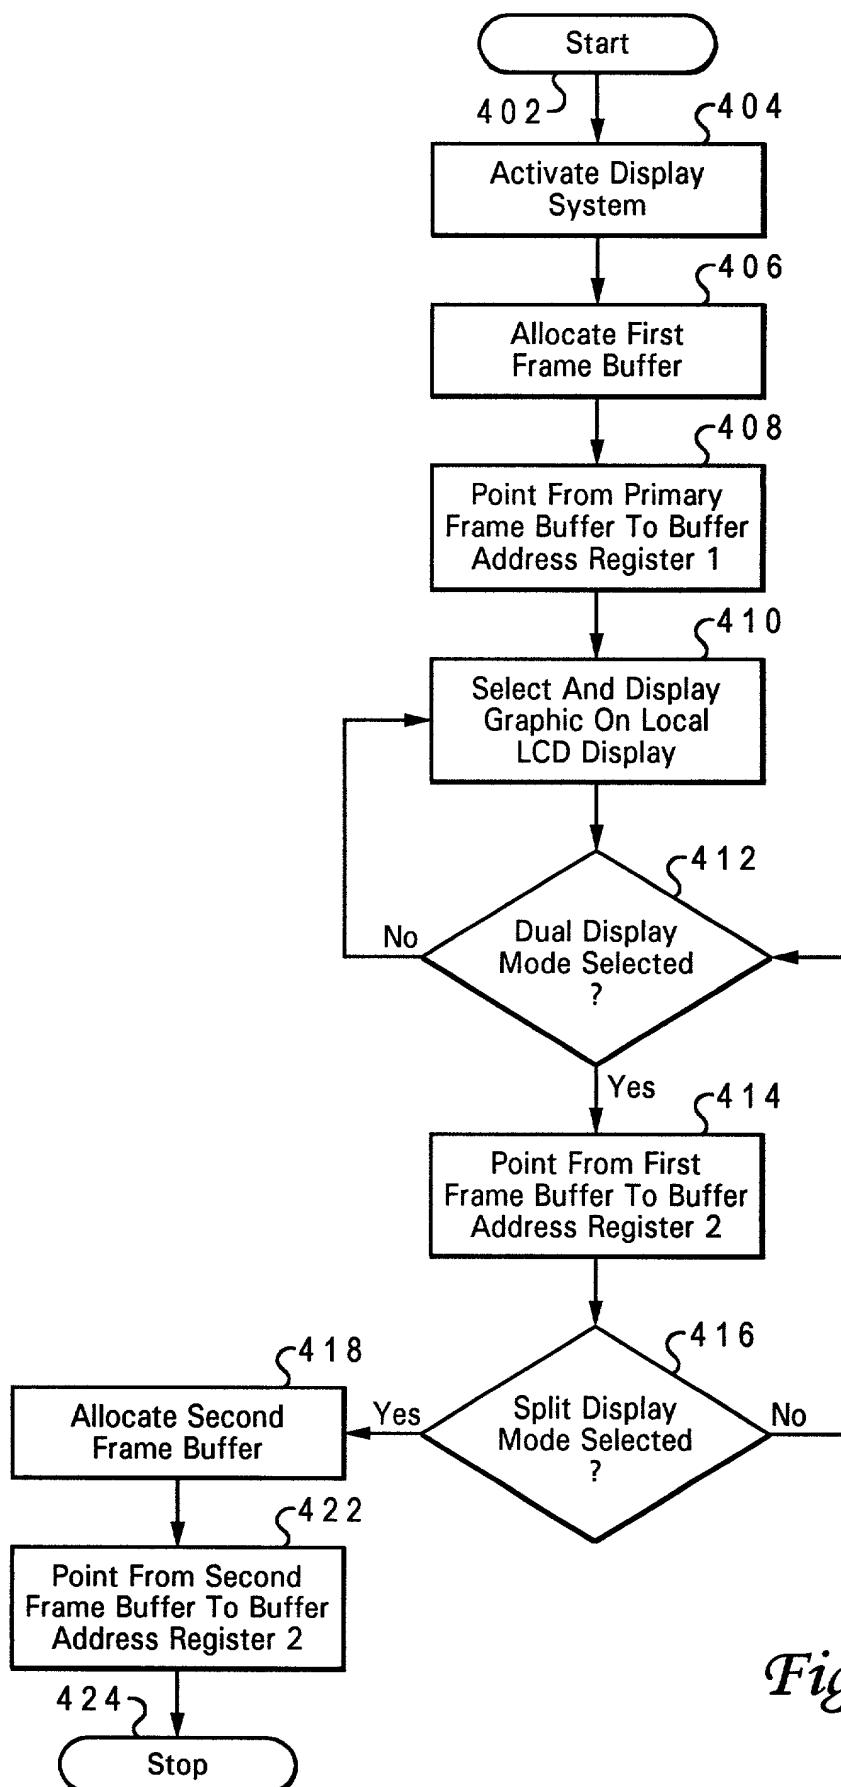 Start
402
404
Activate Display
System
406
Allocate First
Frame Buffer
408
Point From Primary
Frame Buffer To Buffer
Address Register 1
410
Select And Display
Graphic On Local
LCD Display
412
No
Dual Display
Mode Selected
?
Yes
414
Point From First
Frame Buffer To Buffer
Address Register 2
416
Split Display
Mode Selected
?
Yes
No
418
Allocate Second
Frame Buffer
422
Point From Second
Frame Buffer To Buffer
Address Register 2
424
Stop
Fig